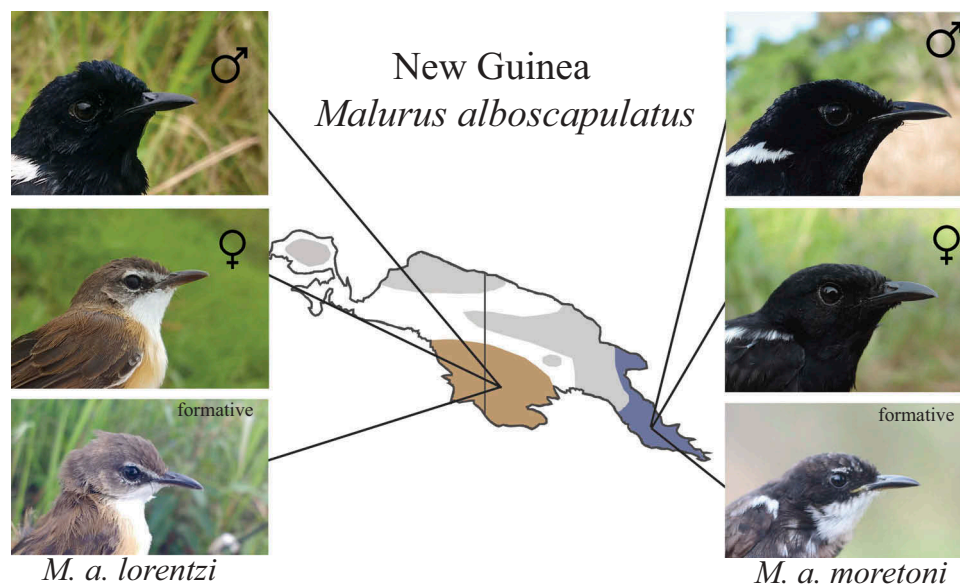 ♂
New Guinea
Malurus alboscapulatus
♂
♀
♀
formative
formative
M. a. lorentzi
M. a. moretoni